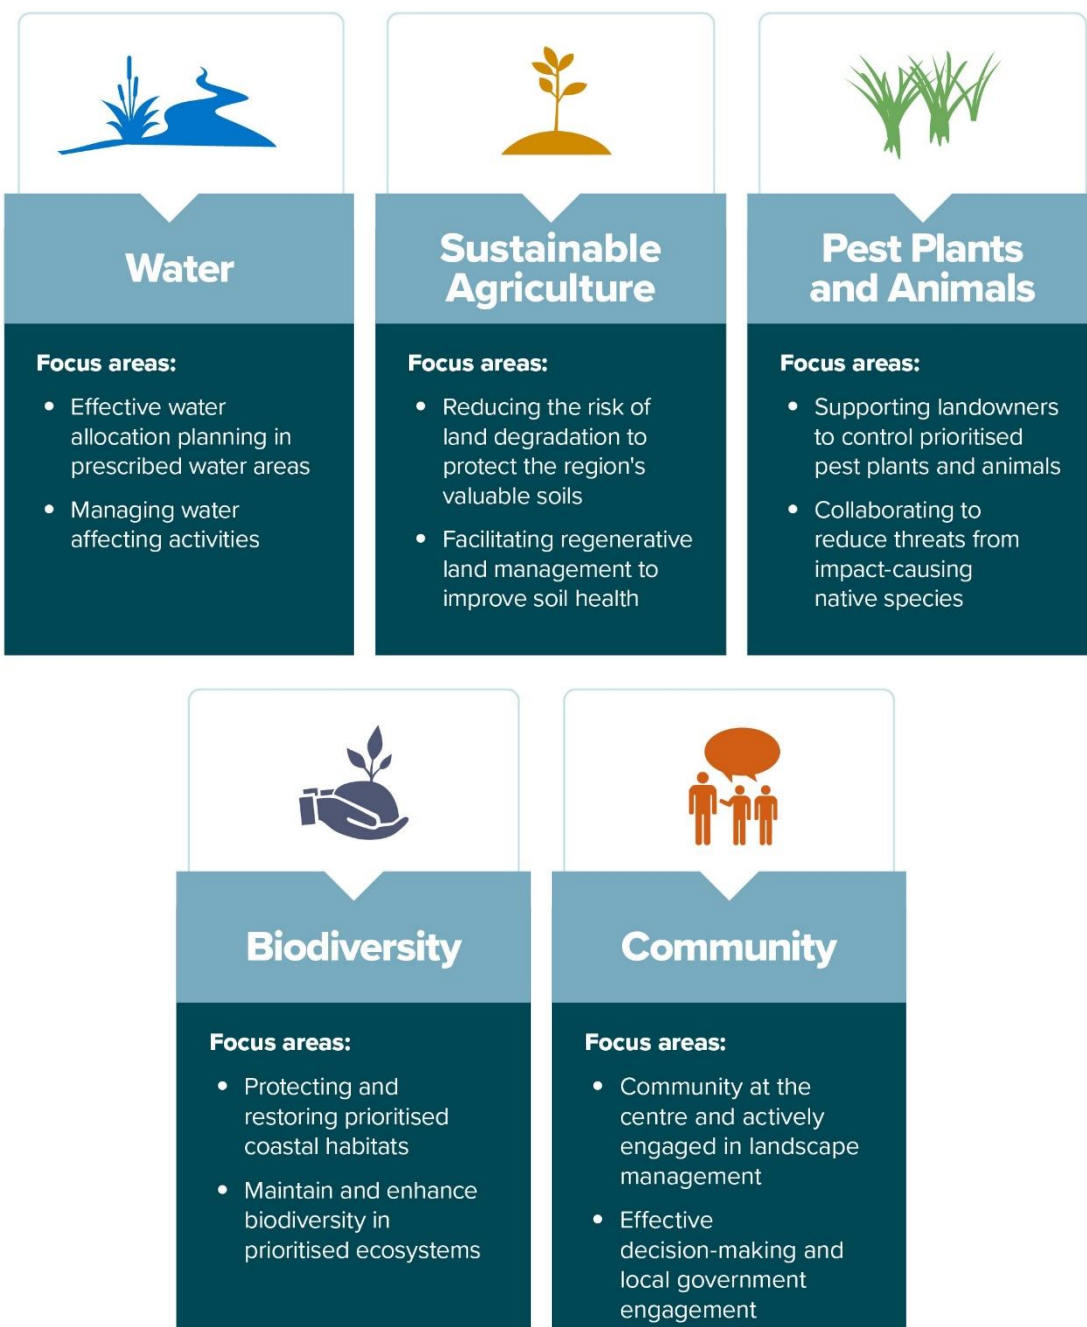 Water
Focus areas:
• Effective water
allocation planning in
prescribed water areas
• Managing water
affecting activities
Sustainable
Agriculture
Focus areas:
• Reducing the risk of
land degradation to
protect the region's
valuable soils
• Facilitating regenerative
land management to
improve soil health
Pest Plants
and Animals
Focus areas:
• Supporting landowners
to control prioritised
pest plants and animals
• Collaborating to
reduce threats from
impact-causing
native species
Biodiversity
Focus areas:
• Protecting and
restoring prioritised
coastal habitats
• Maintain and enhance
biodiversity in
prioritised ecosystems
Community
Focus areas:
• Community at the
centre and actively
engaged in landscape
management
• Effective
decision-making and
local government
engagement